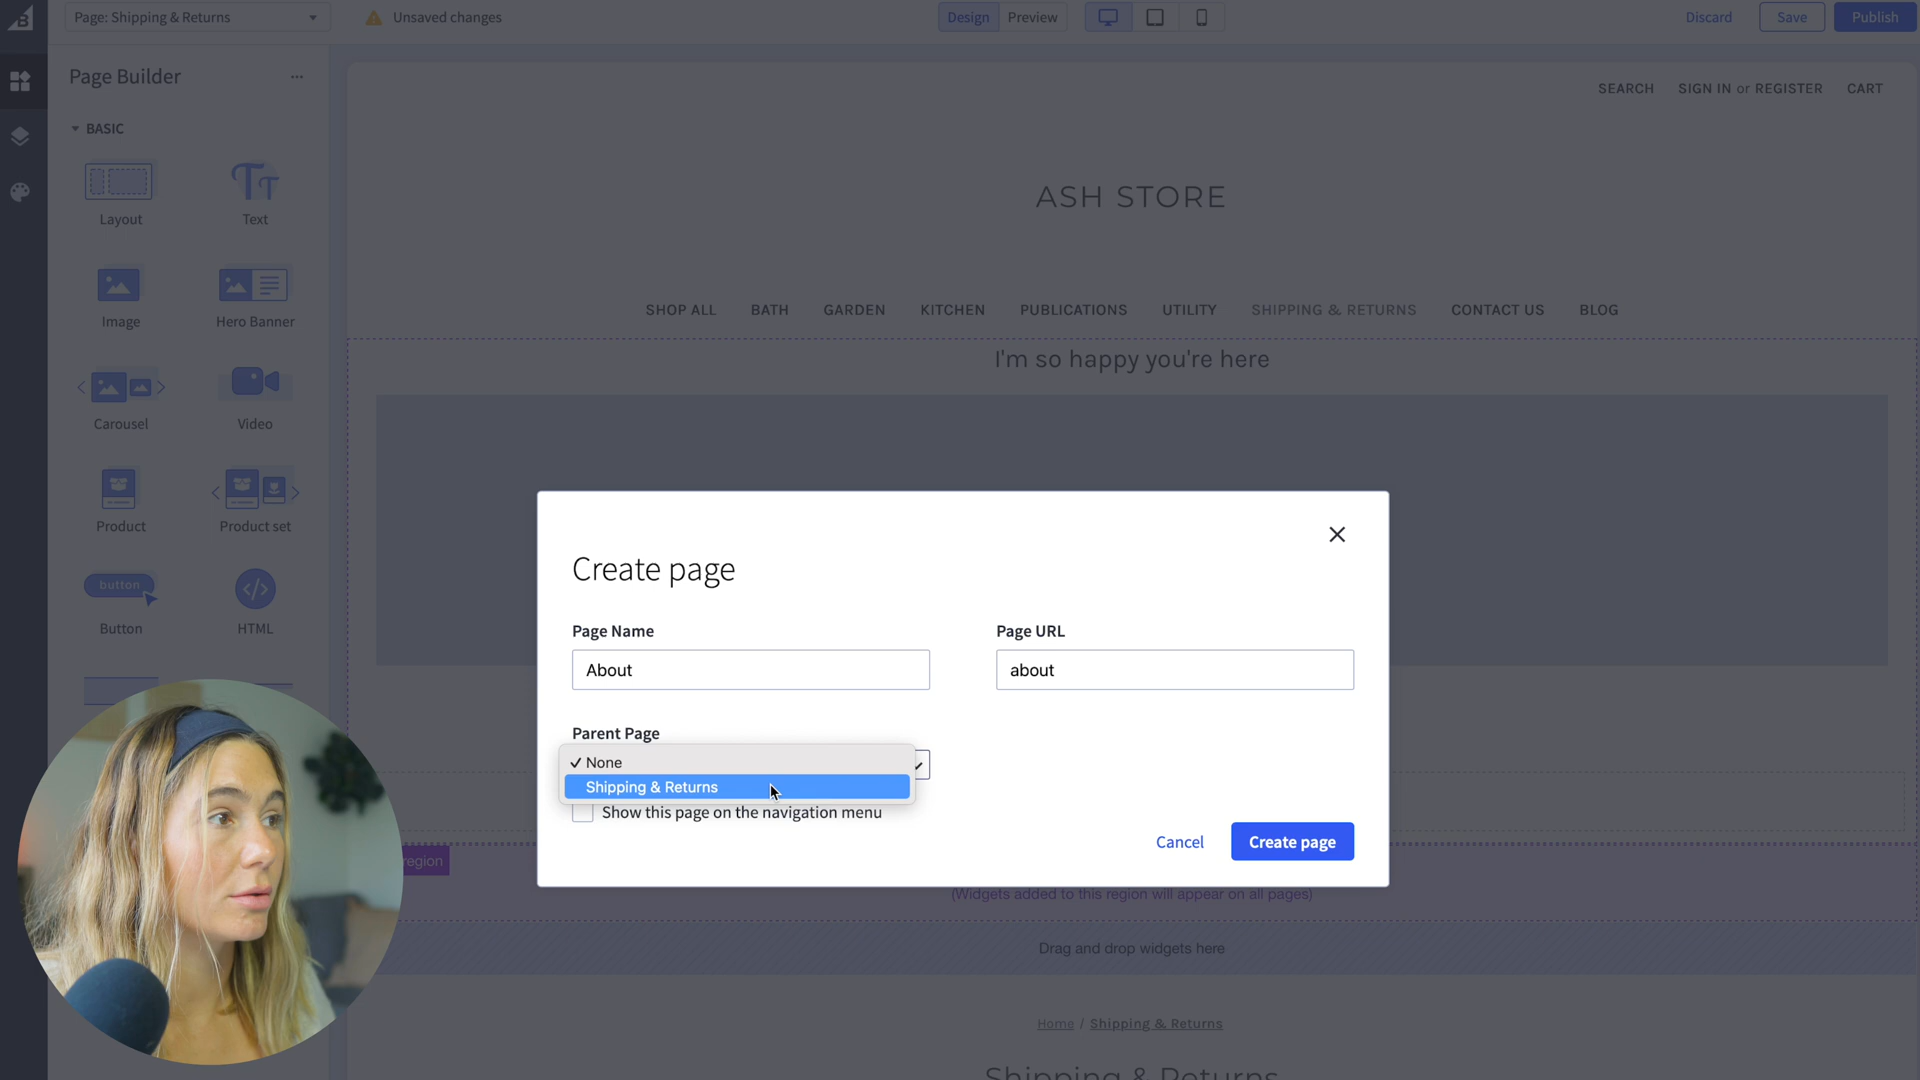 Page: Shipping & Returns
Unsaved changes
Design
Preview
Discard
Save
Publish
Page Builder
BASIC
Layout
Text
Image
Hero Banner
Carousel
Video
Product
Product set
button
Button
HTML
SEARCH
SIGN IN or REGISTER
CART
ASH STORE
SHOP ALL
BATH
GARDEN
KITCHEN
PUBLICATIONS
UTILITY
SHIPPING & RETURNS
CONTACT US
BLOG
I'm so happy you're here
Create page
Page Name
Page URL
About
about
Parent Page
None
Shipping & Returns
Show this page on the navigation menu
Cancel
Create page
region
(Widgets added to this region will appear on all pages)
Drag and drop widgets here
Home / Shipping & Returns
Shipping & Returns